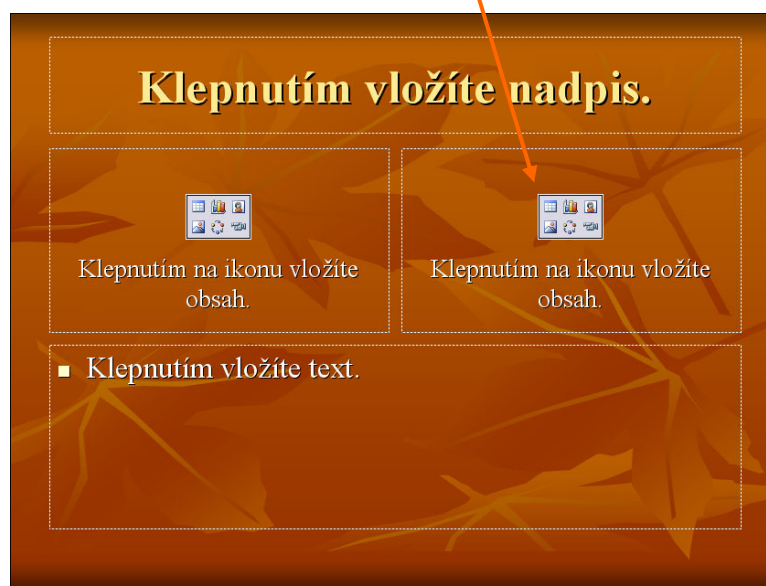 Klepnutím vložíte nadpis.
Klepnutím na ikonu vložíte
obsah.
Klepnutím na ikonu vložíte
obsah.
Klepnutím vložíte text.